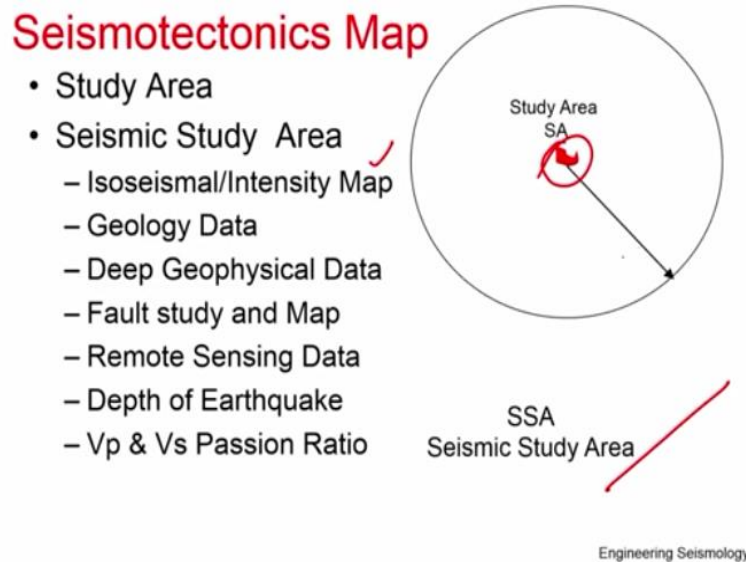 Seismotectonics Map
• Study Area
• Seismic Study Area
– Isoseismal/Intensity Map
– Geology Data
– Deep Geophysical Data
– Fault study and Map
– Remote Sensing Data
– Depth of Earthquake
– Vp & Vs Passion Ratio
Study Area
SA
SSA
Seismic Study Area
Engineering Seismology